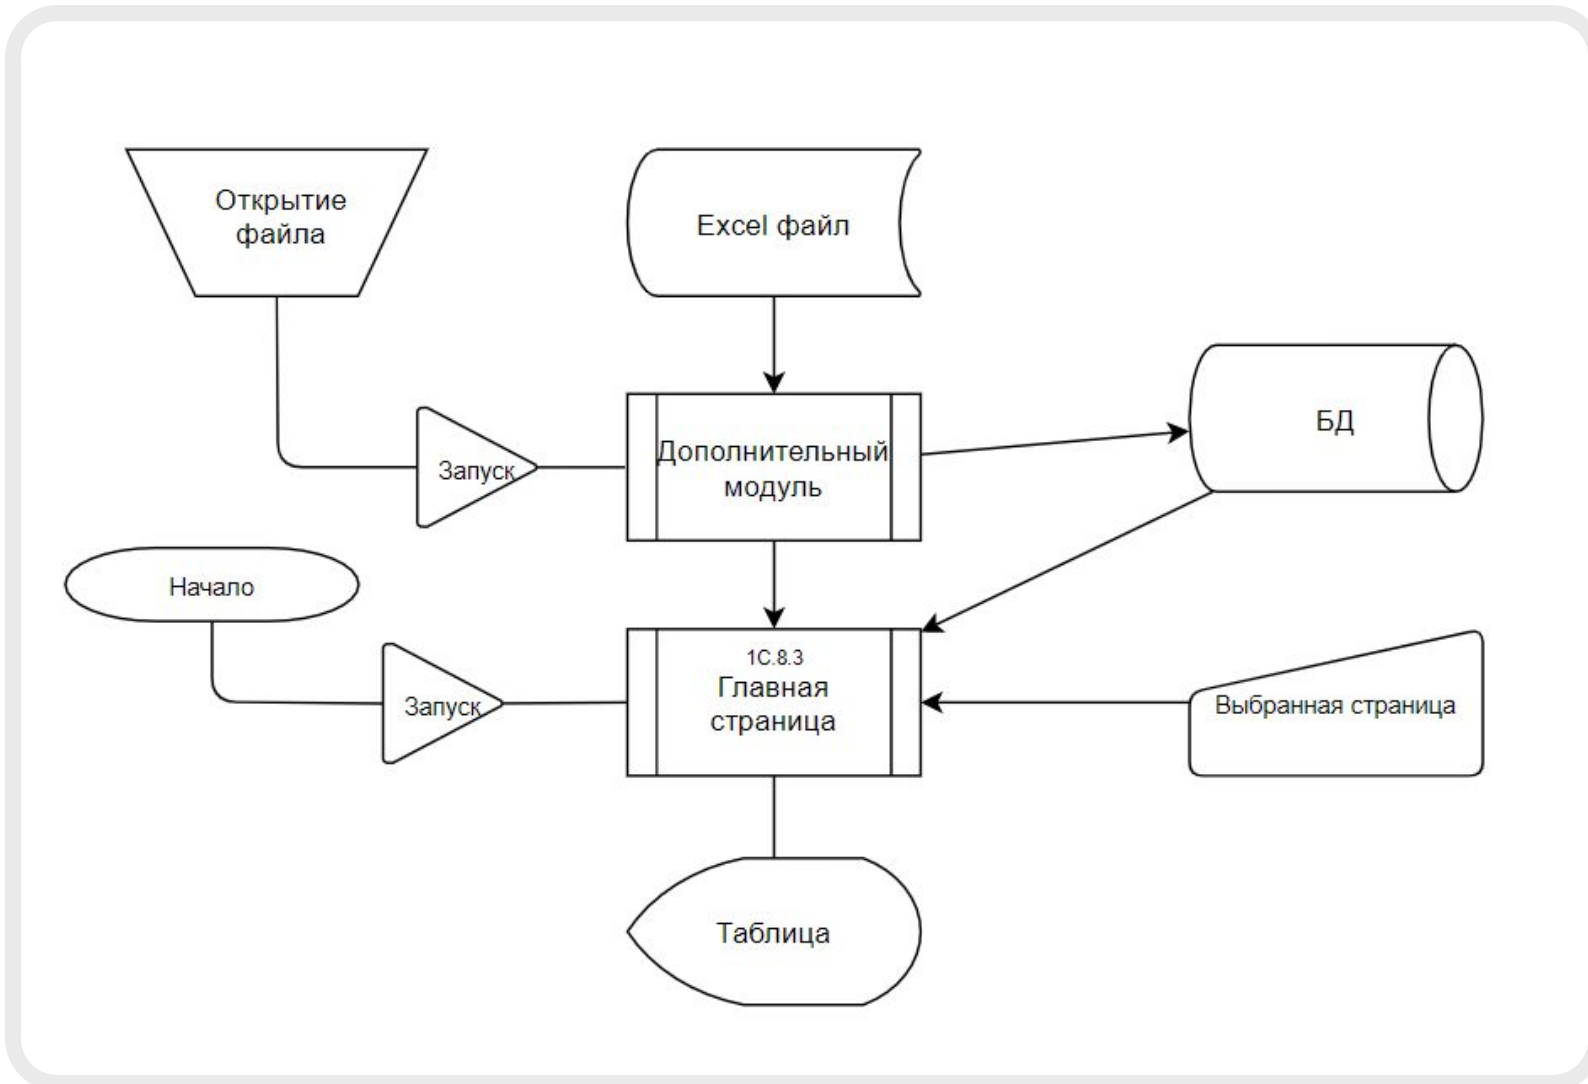 Открытие
файла
Excel файл
БД
Запуск
Дополнительный
модуль
Начало
Запуск
1С.8.3
Главная
страница
Выбранная страница
Таблица